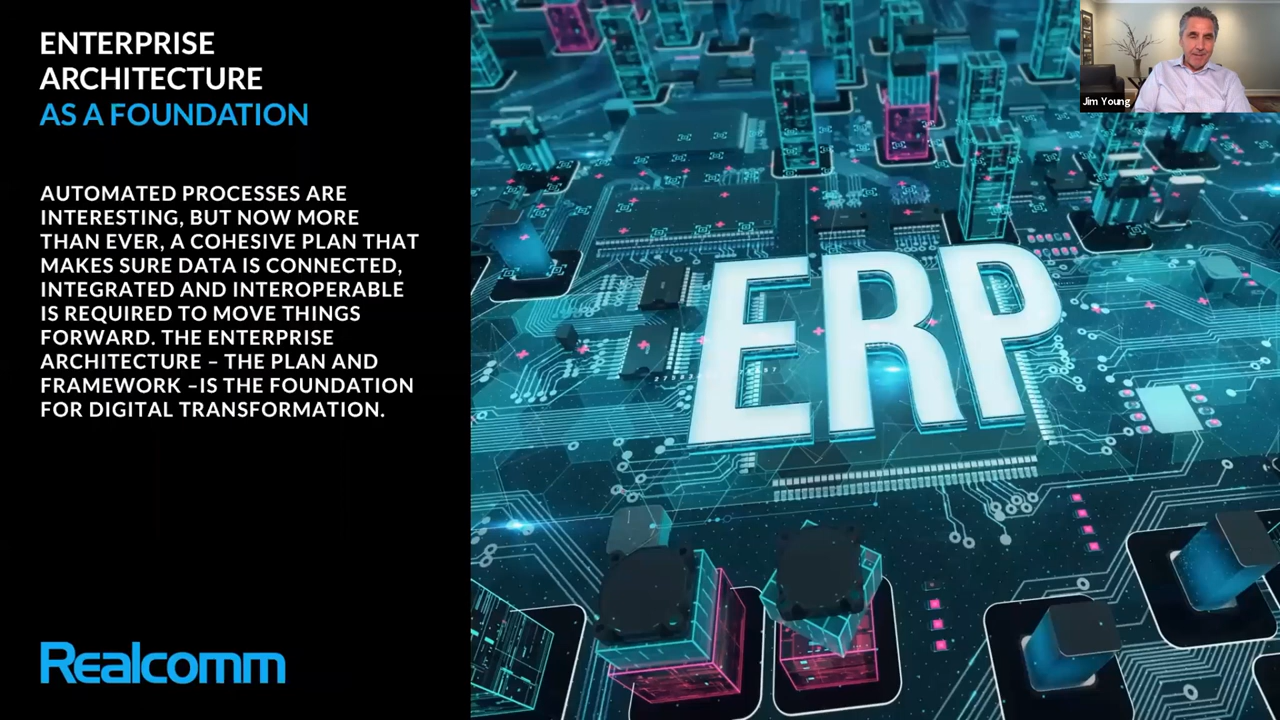 ENTERPRISE
ARCHITECTURE
AS A FOUNDATION
AUTOMATED PROCESSES ARE
INTERESTING, BUT NOW MORE
THAN EVER, A COHESIVE PLAN THAT
MAKES SURE DATA IS CONNECTED,
INTEGRATED AND INTEROPERABLE
IS REQUIRED TO MOVE THINGS
FORWARD. THE ENTERPRISE
ARCHITECTURE – THE PLAN AND
FRAMEWORK –IS THE FOUNDATION
FOR DIGITAL TRANSFORMATION.
Realcomm
ERP
Jim Young